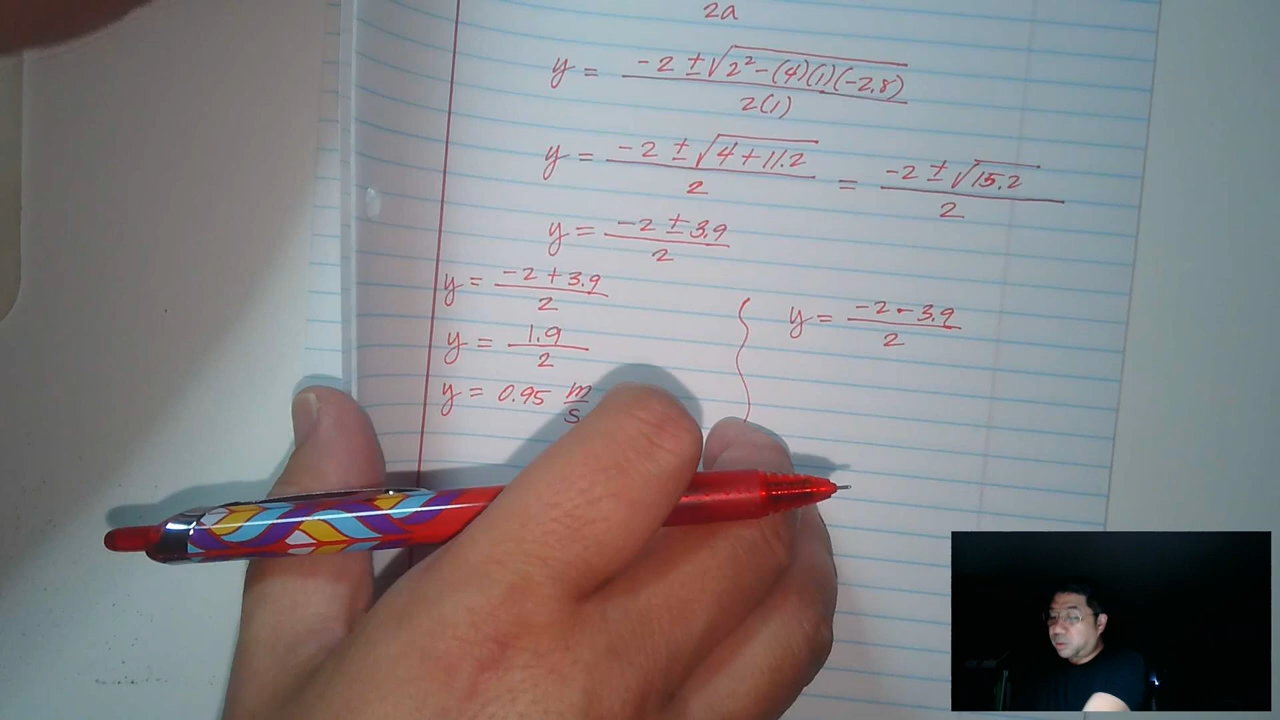 2a
y = -2 ± √(2² - (4)(1)(-2.8)) / 2(1)
y = -2 ± √(4 + 11.2) / 2 = -2 ± √15.2 / 2
y = -2 ± 3.9 / 2
y = -2 + 3.9 / 2
y = 1.9 / 2
y = 0.95 m/s
y = -2 - 3.9 / 2